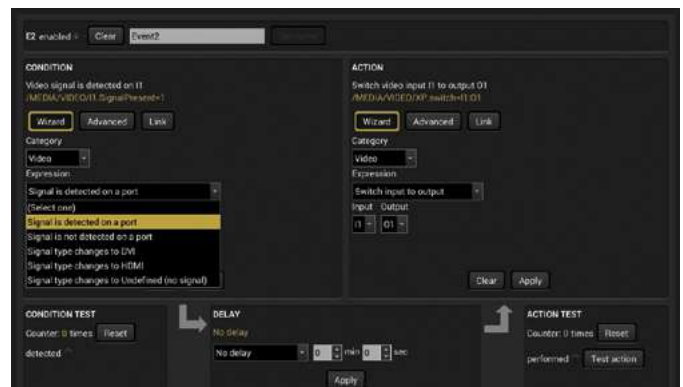 E2 enabled Clear Event2
CONDITION
Video signal is detected on I1
/MEDIA/VIDEO/I1.SignalPresent=1
Wizard Advanced Link
Category
Video
Expression
Signal is detected on a port
(Select one)
Signal is detected on a port
Signal is not detected on a port
Signal type changes to DVI
Signal type changes to HDMI
Signal type changes to Undefined (no signal)
ACTION
Switch video input I1 to output O1
/MEDIA/VIDEO/XP.switch=I1:O1
Wizard Advanced Link
Category
Video
Expression
Switch input to output
Input Output
I1 O1
Clear Apply
CONDITION TEST
Counter: 0 times Reset
detected
DELAY
No delay
No delay 0 min 0 sec
Apply
ACTION TEST
Counter: 0 times Reset
performed Test action